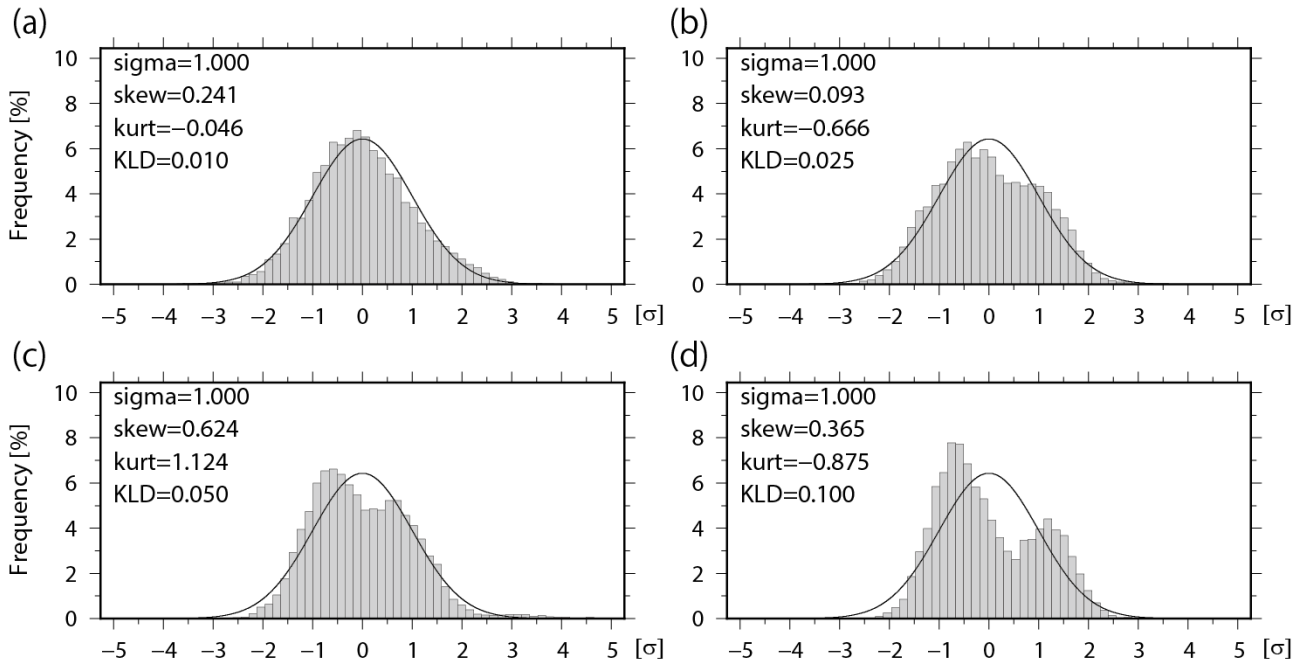 (a)
Frequency [%]
10
8
6
4
2
0
sigma=1.000
skew=0.241
kurt=−0.046
KLD=0.010
−5 −4 −3 −2 −1 0 1 2 3 4 5 [σ]
(b)
10
8
6
4
2
0
sigma=1.000
skew=0.093
kurt=−0.666
KLD=0.025
−5 −4 −3 −2 −1 0 1 2 3 4 5 [σ]
(c)
Frequency [%]
10
8
6
4
2
0
sigma=1.000
skew=0.624
kurt=1.124
KLD=0.050
−5 −4 −3 −2 −1 0 1 2 3 4 5 [σ]
(d)
10
8
6
4
2
0
sigma=1.000
skew=0.365
kurt=−0.875
KLD=0.100
−5 −4 −3 −2 −1 0 1 2 3 4 5 [σ]